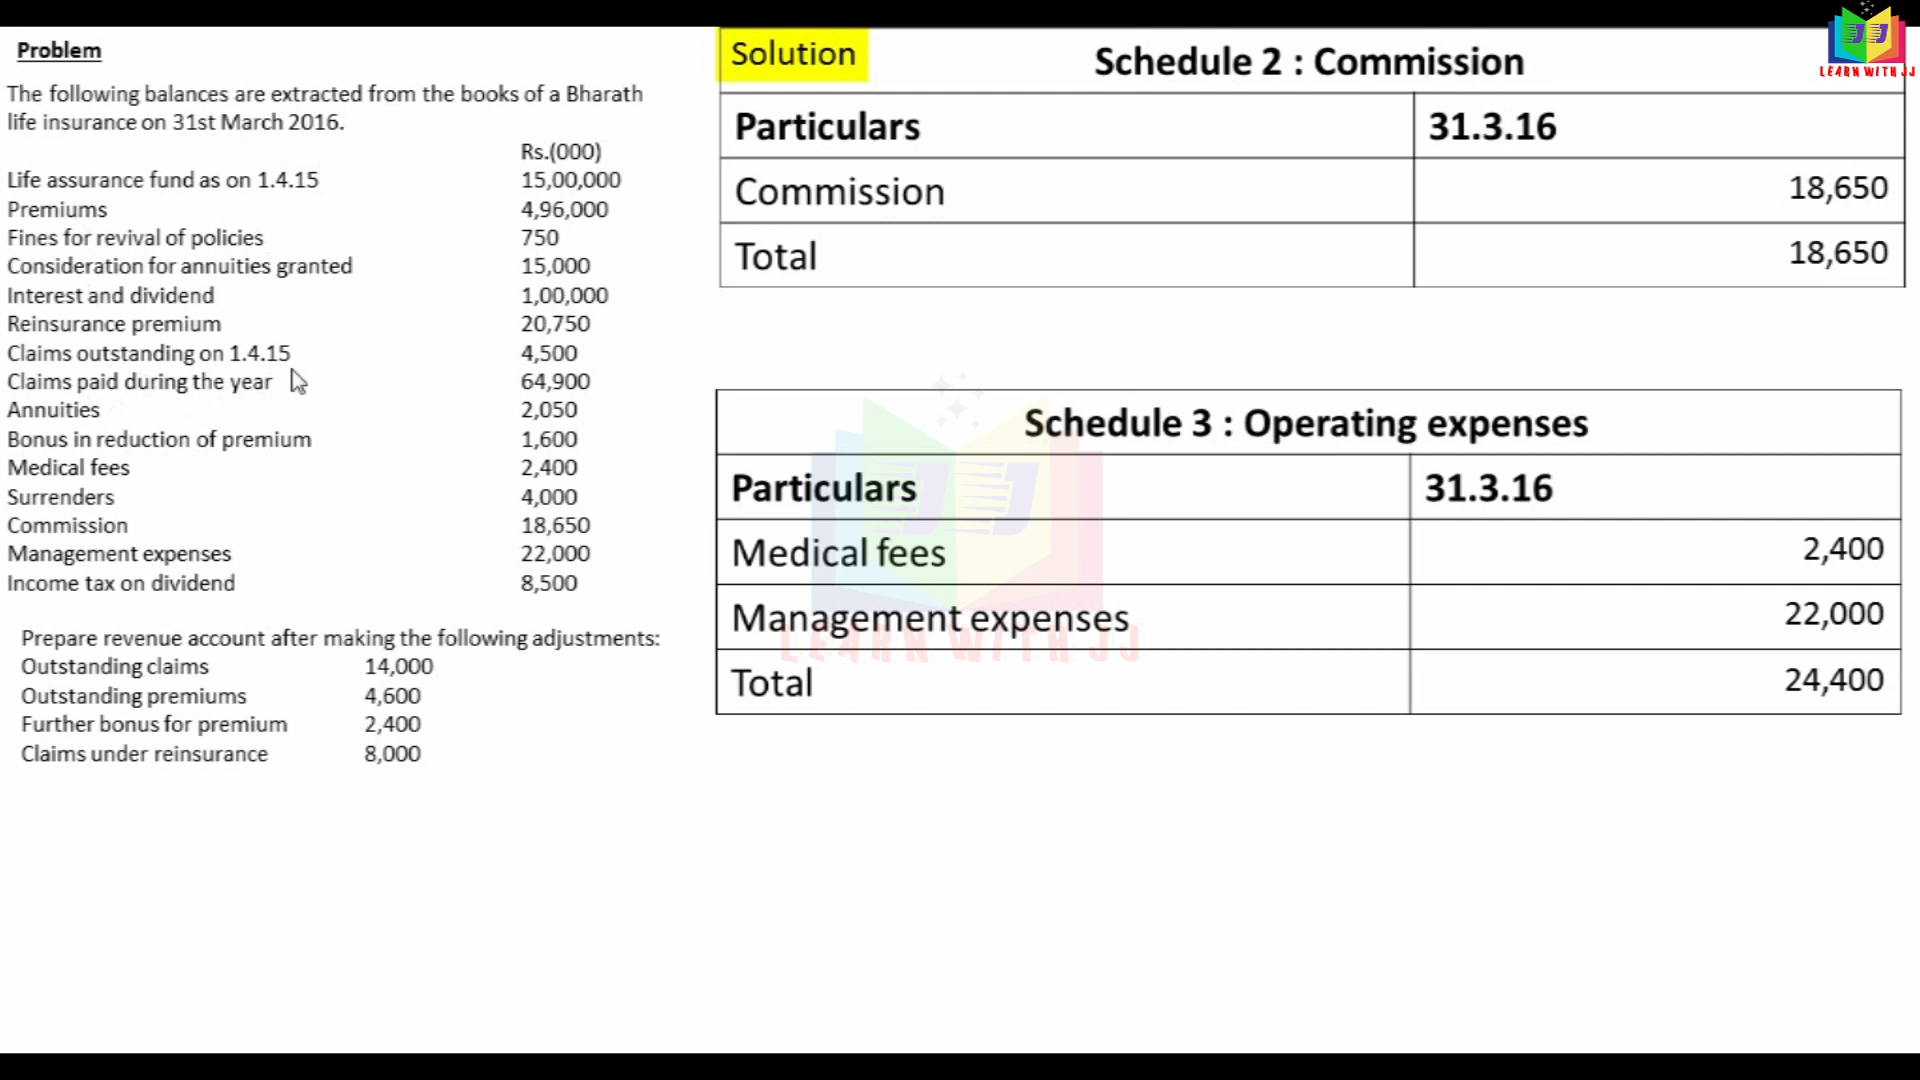 Problem
The following balances are extracted from the books of a Bharath
life insurance on 31st March 2016.
Rs.(000)
Life assurance fund as on 1.4.15 15,00,000
Premiums 4,96,000
Fines for revival of policies 750
Consideration for annuities granted 15,000
Interest and dividend 1,00,000
Reinsurance premium 20,750
Claims outstanding on 1.4.15 4,500
Claims paid during the year 64,900
Annuities 2,050
Bonus in reduction of premium 1,600
Medical fees 2,400
Surrenders 4,000
Commission 18,650
Management expenses 22,000
Income tax on dividend 8,500
Prepare revenue account after making the following adjustments:
Outstanding claims 14,000
Outstanding premiums 4,600
Further bonus for premium 2,400
Claims under reinsurance 8,000
Solution
Schedule 2 : Commission
Particulars 31.3.16
Commission 18,650
Total 18,650
Schedule 3 : Operating expenses
Particulars 31.3.16
Medical fees 2,400
Management expenses 22,000
Total 24,400
JJ
LEARN WITH JJ
JJ
LEARN WITH JJ